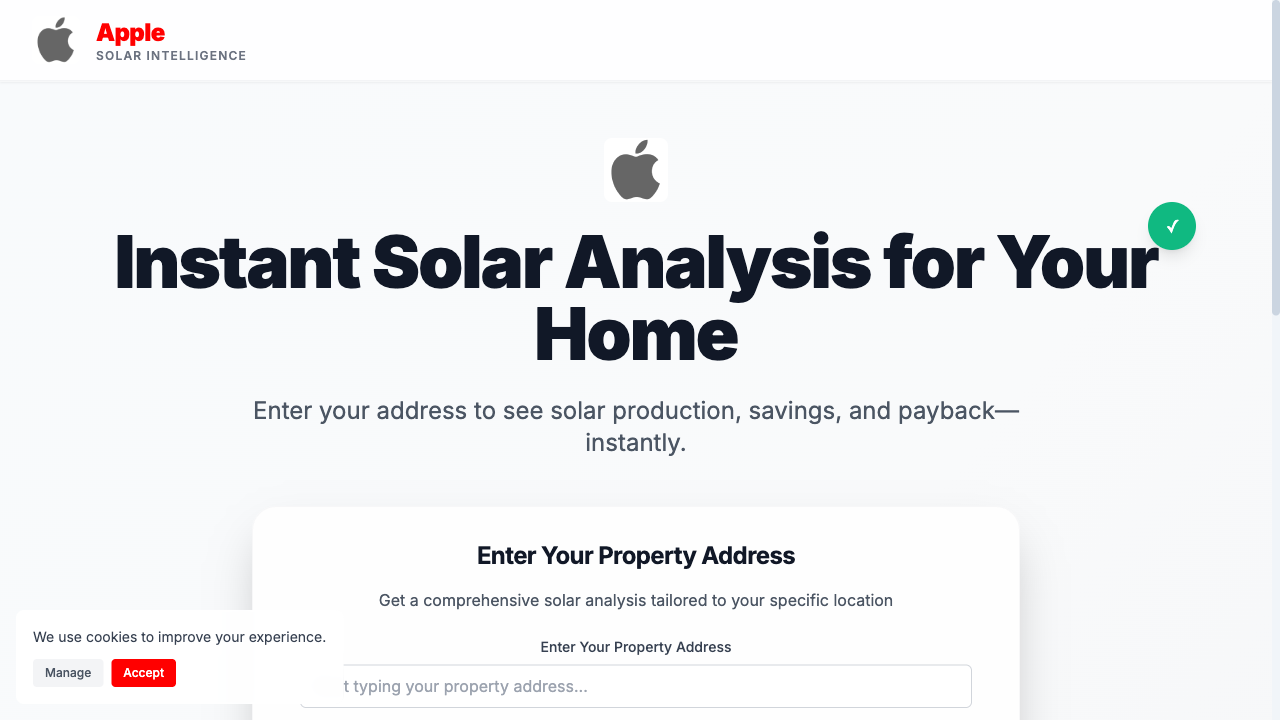 Apple
SOLAR INTELLIGENCE
Instant Solar Analysis for Your
Home
Enter your address to see solar production, savings, and payback—
instantly.
Enter Your Property Address
Get a comprehensive solar analysis tailored to your specific location
Enter Your Property Address
t typing your property address...
We use cookies to improve your experience.
Manage
Accept